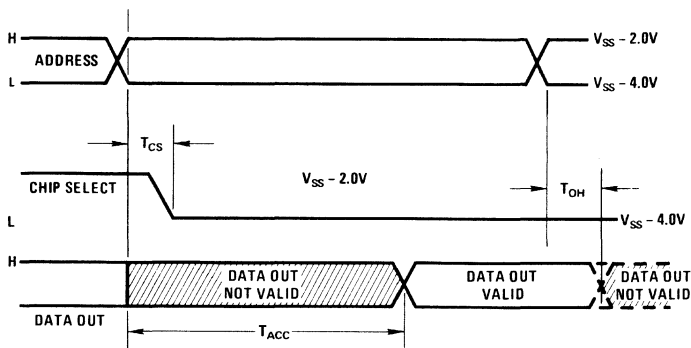 H
ADDRESS
L
V_SS – 2.0V
V_SS – 4.0V
T_CS
CHIP SELECT
V_SS – 2.0V
T_OH
L
V_SS – 4.0V
H
DATA OUT
NOT VALID
DATA OUT
VALID
DATA OUT
NOT VALID
DATA OUT
T_ACC